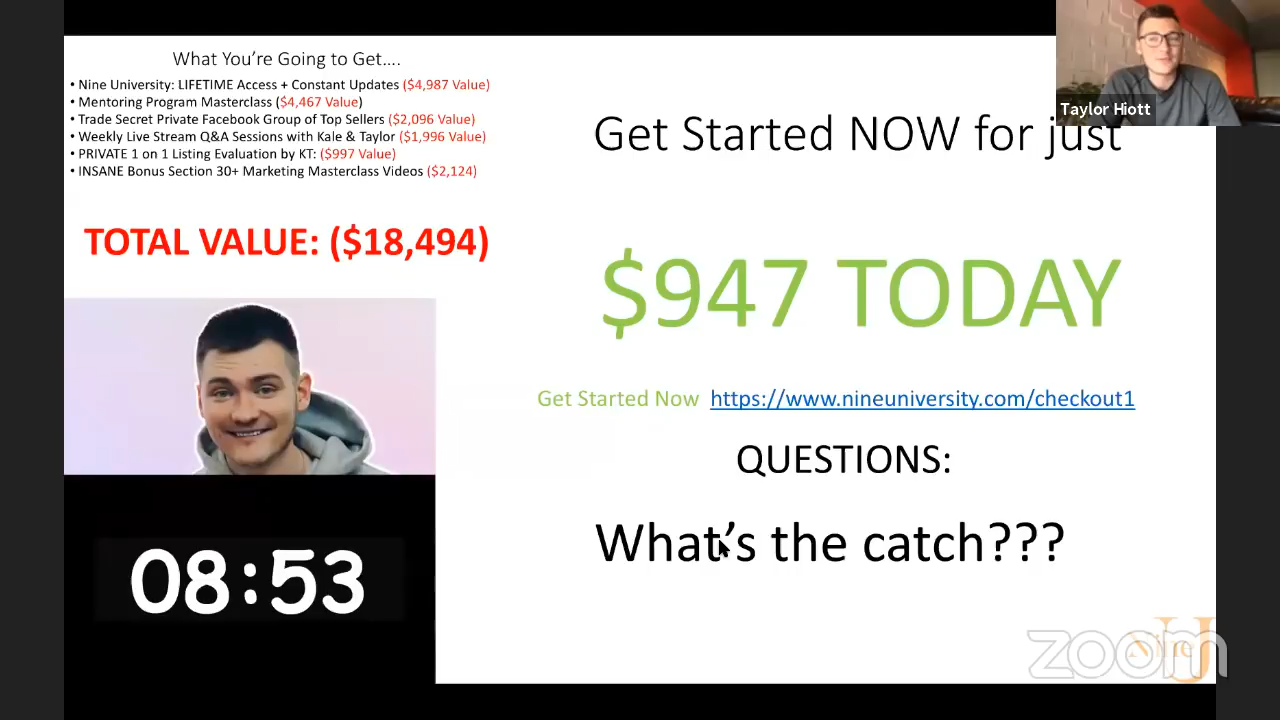 What You're Going to Get....
• Nine University: LIFETIME Access + Constant Updates ($4,987 Value)
• Mentoring Program Masterclass ($4,467 Value)
• Trade Secret Private Facebook Group of Top Sellers ($2,096 Value)
• Weekly Live Stream Q&A Sessions with Kale & Taylor ($1,996 Value)
• PRIVATE 1 on 1 Listing Evaluation by KT: ($997 Value)
• INSANE Bonus Section 30+ Marketing Masterclass Videos ($2,124)
TOTAL VALUE: ($18,494)
08:53
Taylor Hiott
Get Started NOW for just
$947 TODAY
Get Started Now https://www.nineuniversity.com/checkout1
QUESTIONS:
What's the catch???
zoom
Nine U